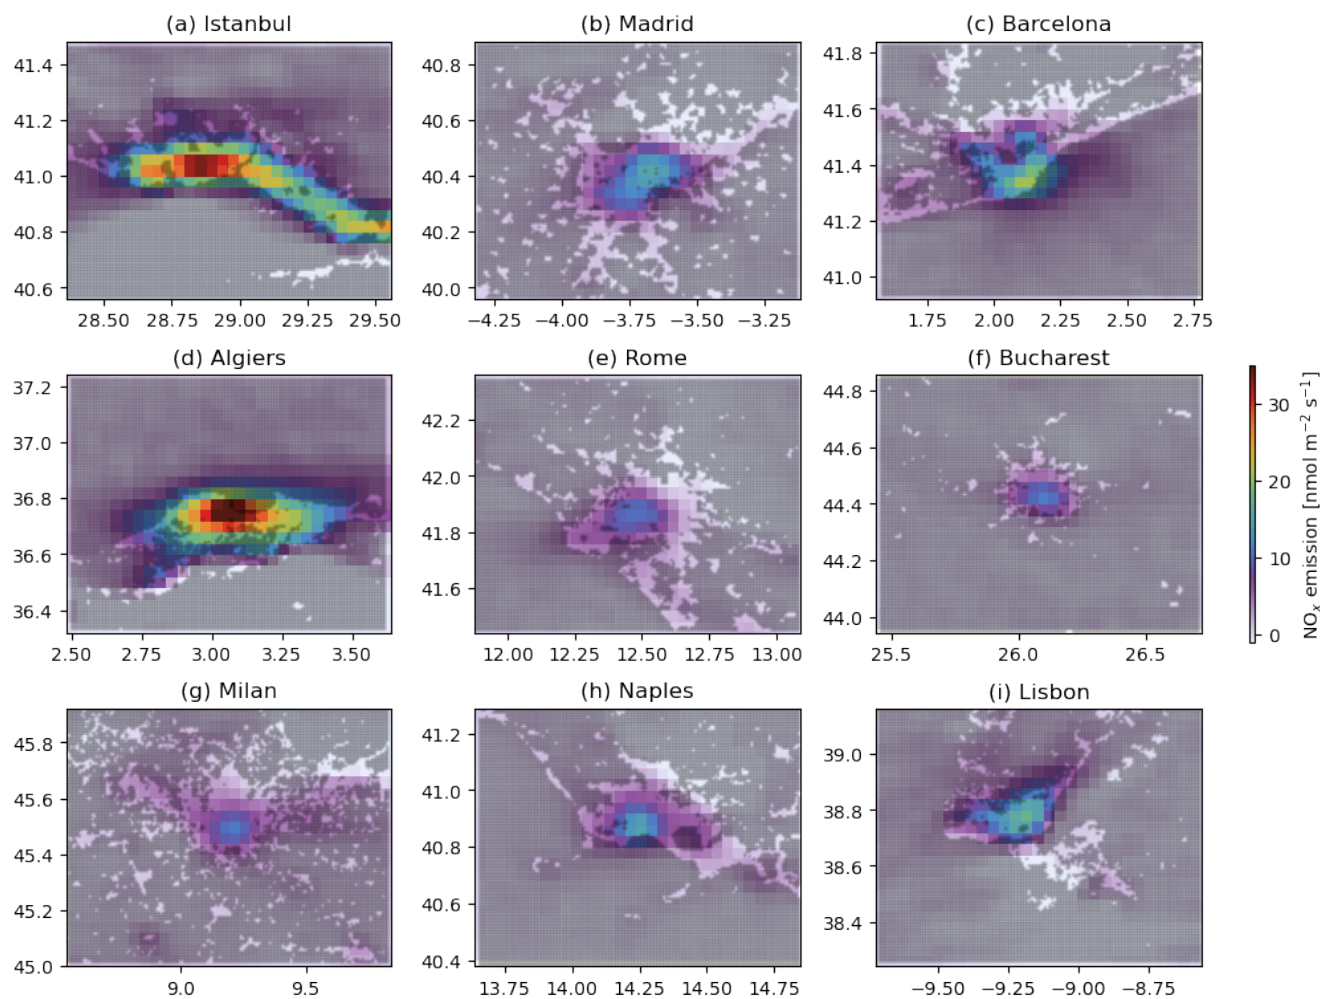 (a) Istanbul
(b) Madrid
(c) Barcelona
41.4
41.2
41.0
40.8
40.6
28.50 28.75 29.00 29.25 29.50
40.8
40.6
40.4
40.2
40.0
−4.25 −4.00 −3.75 −3.50 −3.25
41.8
41.6
41.4
41.2
41.0
1.75 2.00 2.25 2.50 2.75
(d) Algiers
(e) Rome
(f) Bucharest
37.2
37.0
36.8
36.6
36.4
2.50 2.75 3.00 3.25 3.50
42.2
42.0
41.8
41.6
12.00 12.25 12.50 12.75 13.00
44.8
44.6
44.4
44.2
44.0
25.5 26.0 26.5
30
20
10
0
NOx emission [nmol m−2 s−1]
(g) Milan
(h) Naples
(i) Lisbon
45.8
45.6
45.4
45.2
45.0
9.0 9.5
41.2
41.0
40.8
40.6
40.4
13.75 14.00 14.25 14.50 14.75
39.0
38.8
38.6
38.4
−9.50 −9.25 −9.00 −8.75